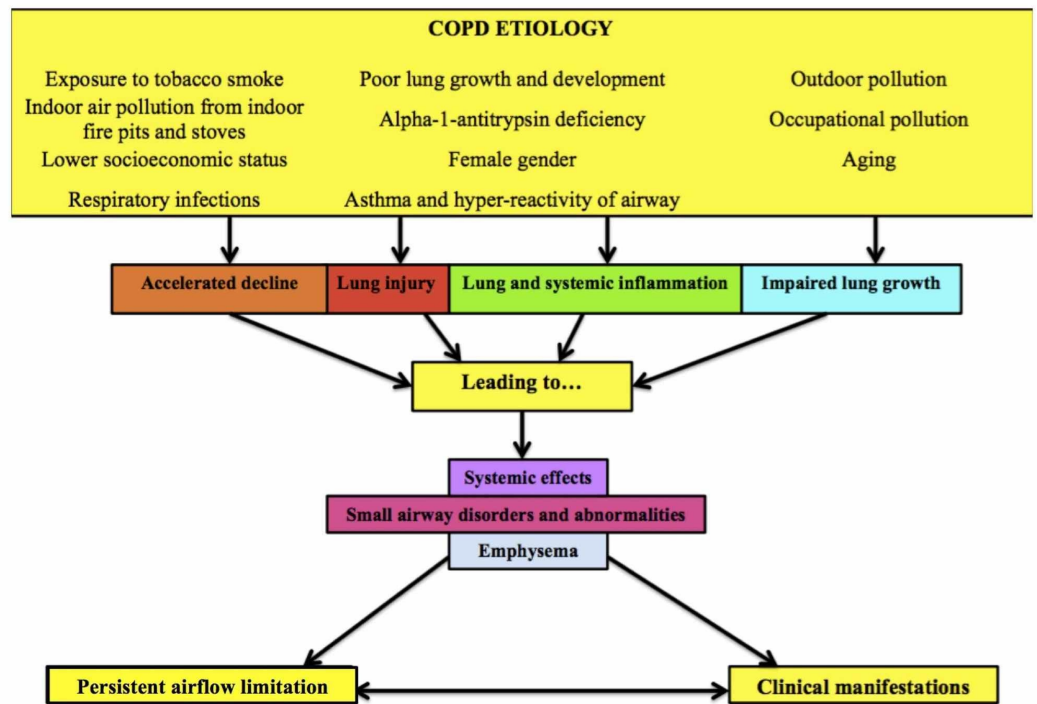 COPD ETIOLOGY
Exposure to tobacco smoke
Indoor air pollution from indoor
fire pits and stoves
Lower socioeconomic status
Respiratory infections
Poor lung growth and development
Alpha-1-antitrypsin deficiency
Female gender
Asthma and hyper-reactivity of airway
Outdoor pollution
Occupational pollution
Aging
Accelerated decline
Lung injury
Lung and systemic inflammation
Impaired lung growth
Leading to…
Systemic effects
Small airway disorders and abnormalities
Emphysema
Persistent airflow limitation
Clinical manifestations